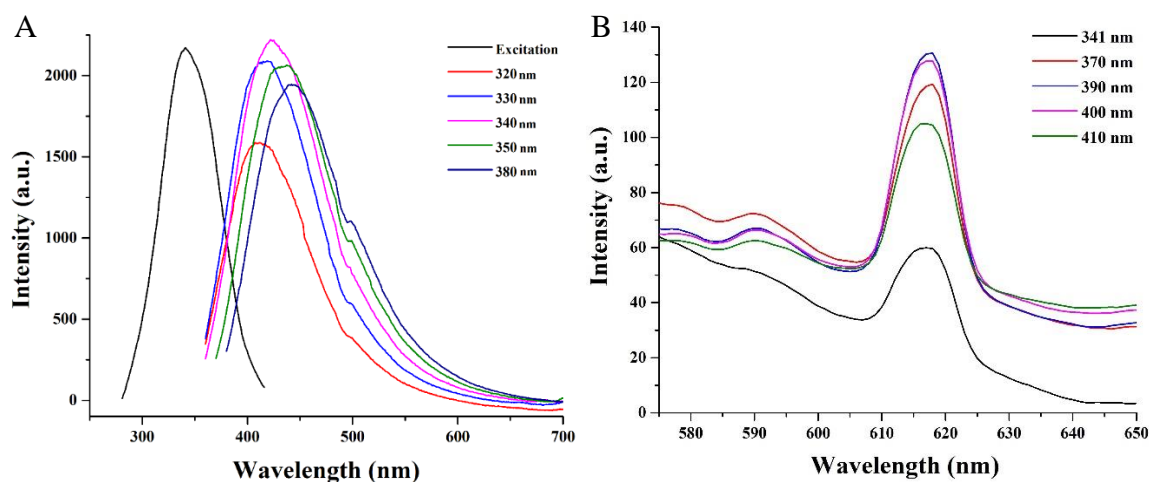 A
Excitation
320 nm
330 nm
340 nm
350 nm
380 nm
2000
1500
1000
500
0
300
400
500
600
700
Intensity (a.u.)
Wavelength (nm)
B
341 nm
370 nm
390 nm
400 nm
410 nm
140
120
100
80
60
40
20
0
580
590
600
610
620
630
640
650
Intensity (a.u.)
Wavelength (nm)